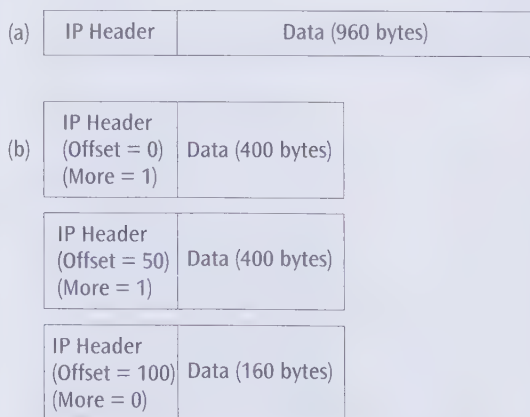 (a) IP Header Data (960 bytes)
(b)
IP Header
(Offset = 0)
(More = 1)
Data (400 bytes)
IP Header
(Offset = 50)
(More = 1)
Data (400 bytes)
IP Header
(Offset = 100)
(More = 0)
Data (160 bytes)